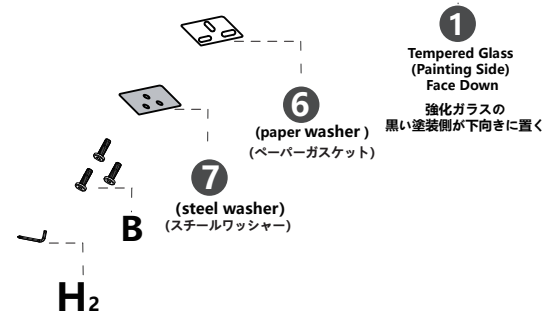 1
Tempered Glass
(Painting Side)
Face Down
強化ガラスの
黒い塗装側が下向きに置く
6
(paper washer )
(ペーパーガスケット)
7
(steel washer)
(スチールワッシャー)
B
H2